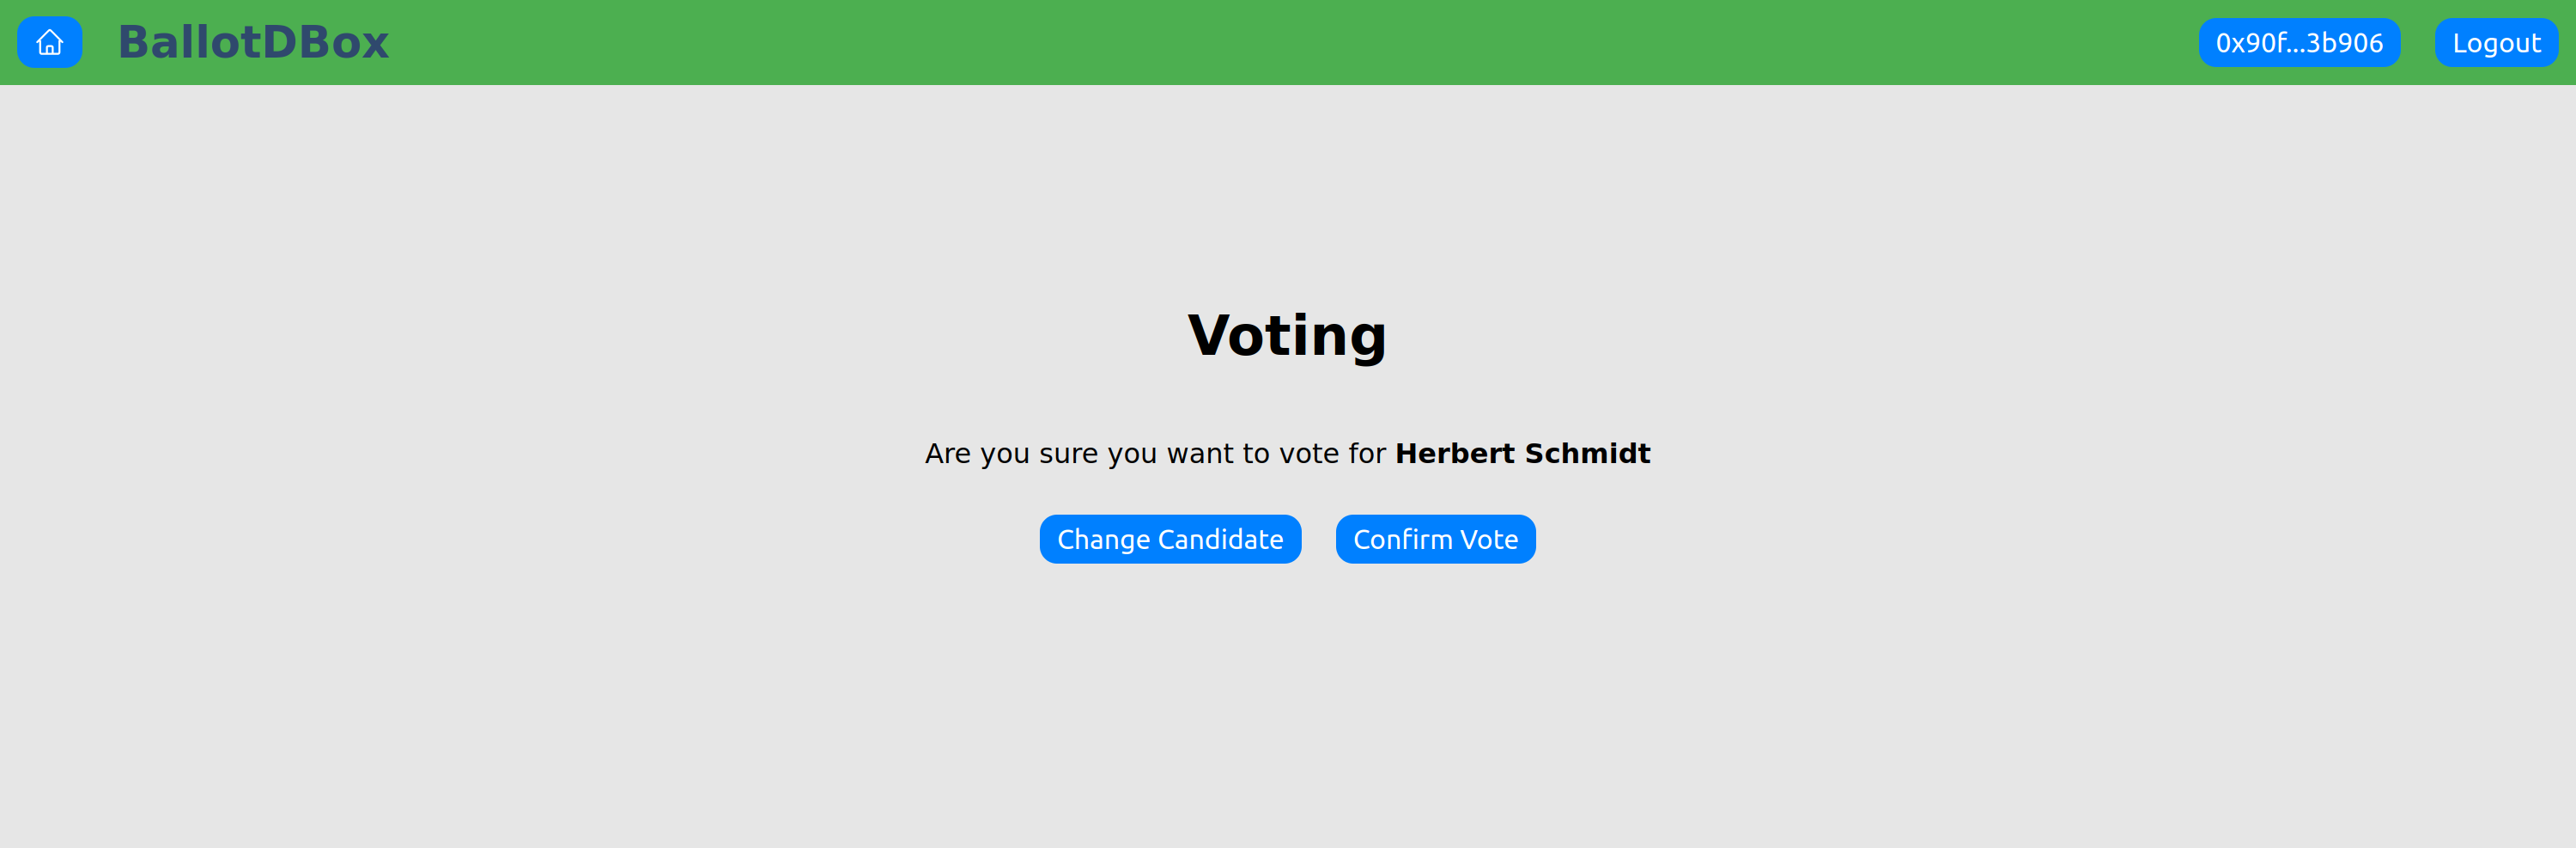 BallotDBox
0x90f...3b906
Logout
Voting
Are you sure you want to vote for Herbert Schmidt
Change Candidate
Confirm Vote